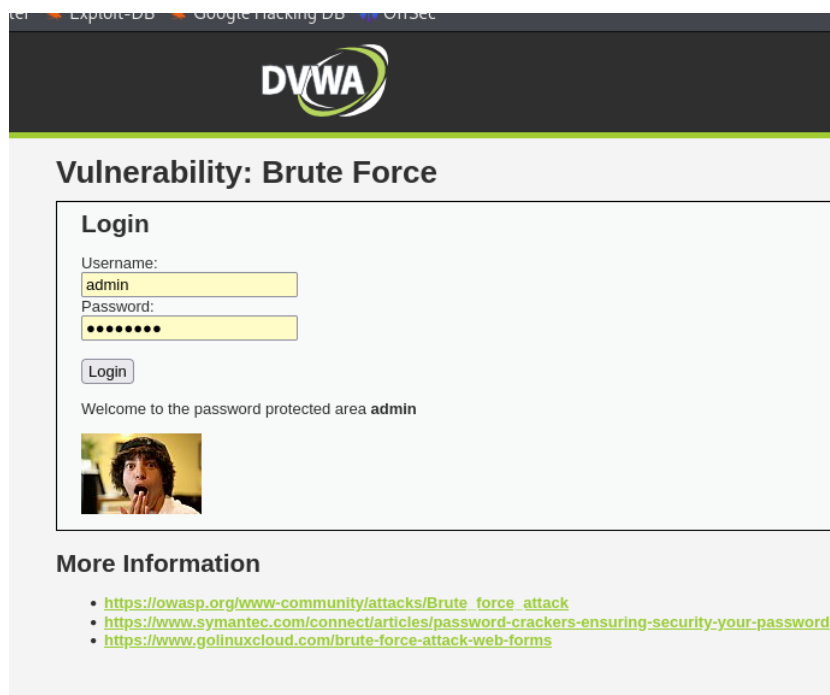 Exploit-DB Google Hacking DB OffSec
DVWA
Vulnerability: Brute Force
Login
Username:
admin
Password:
••••••••
Login
Welcome to the password protected area admin
More Information
• https://owasp.org/www-community/attacks/Brute_force_attack
• https://www.symantec.com/connect/articles/password-crackers-ensuring-security-your-password
• https://www.golinuxcloud.com/brute-force-attack-web-forms